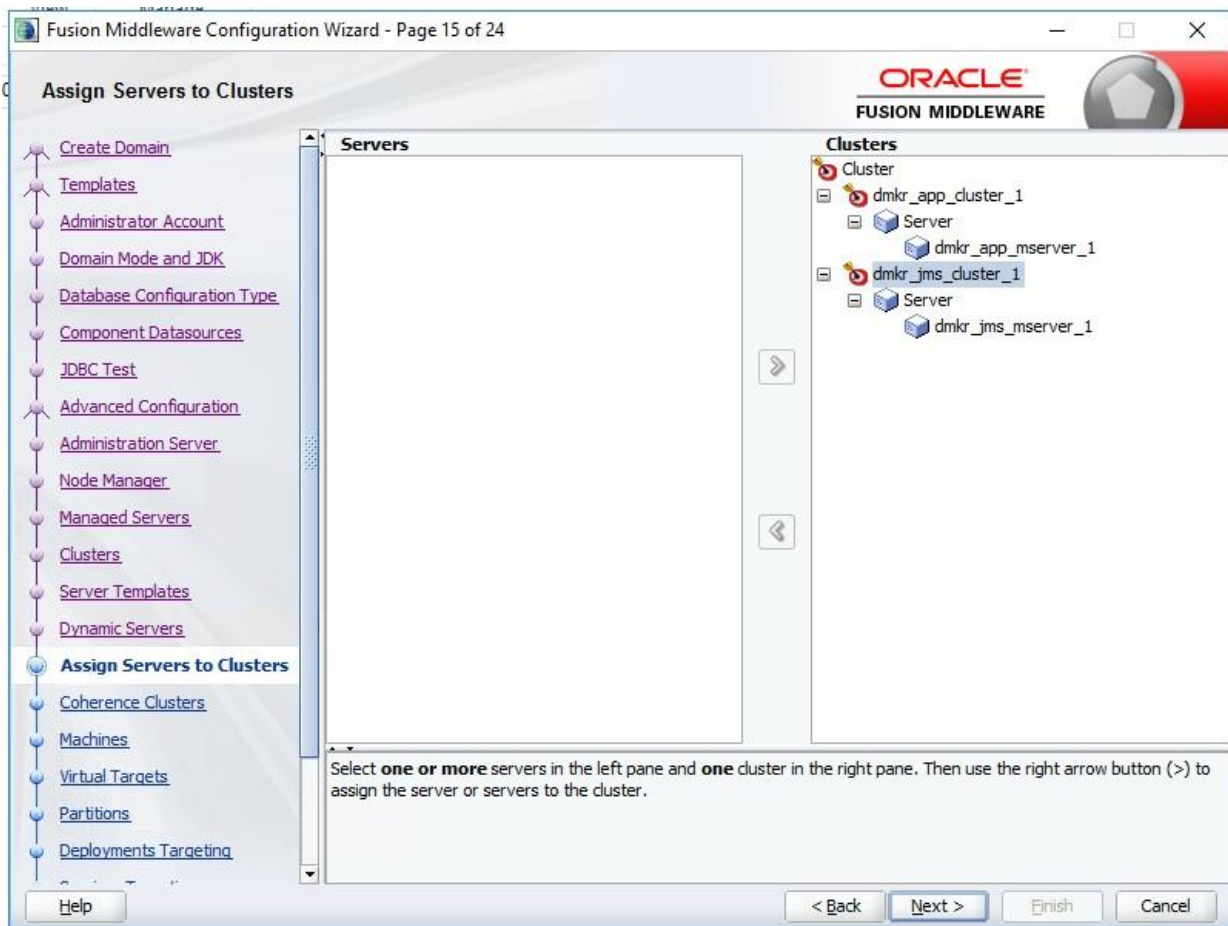 View Manage
Fusion Middleware Configuration Wizard - Page 15 of 24
Assign Servers to Clusters
ORACLE
FUSION MIDDLEWARE
Create Domain
Templates
Administrator Account
Domain Mode and JDK
Database Configuration Type
Component Datasources
JDBC Test
Advanced Configuration
Administration Server
Node Manager
Managed Servers
Clusters
Server Templates
Dynamic Servers
Assign Servers to Clusters
Coherence Clusters
Machines
Virtual Targets
Partitions
Deployments Targeting
Servers
Clusters
Cluster
dmkr_app_cluster_1
Server
dmkr_app_mserver_1
dmkr_jms_cluster_1
Server
dmkr_jms_mserver_1
Select one or more servers in the left pane and one cluster in the right pane. Then use the right arrow button (>) to
assign the server or servers to the cluster.
Help
< Back
Next >
Finish
Cancel